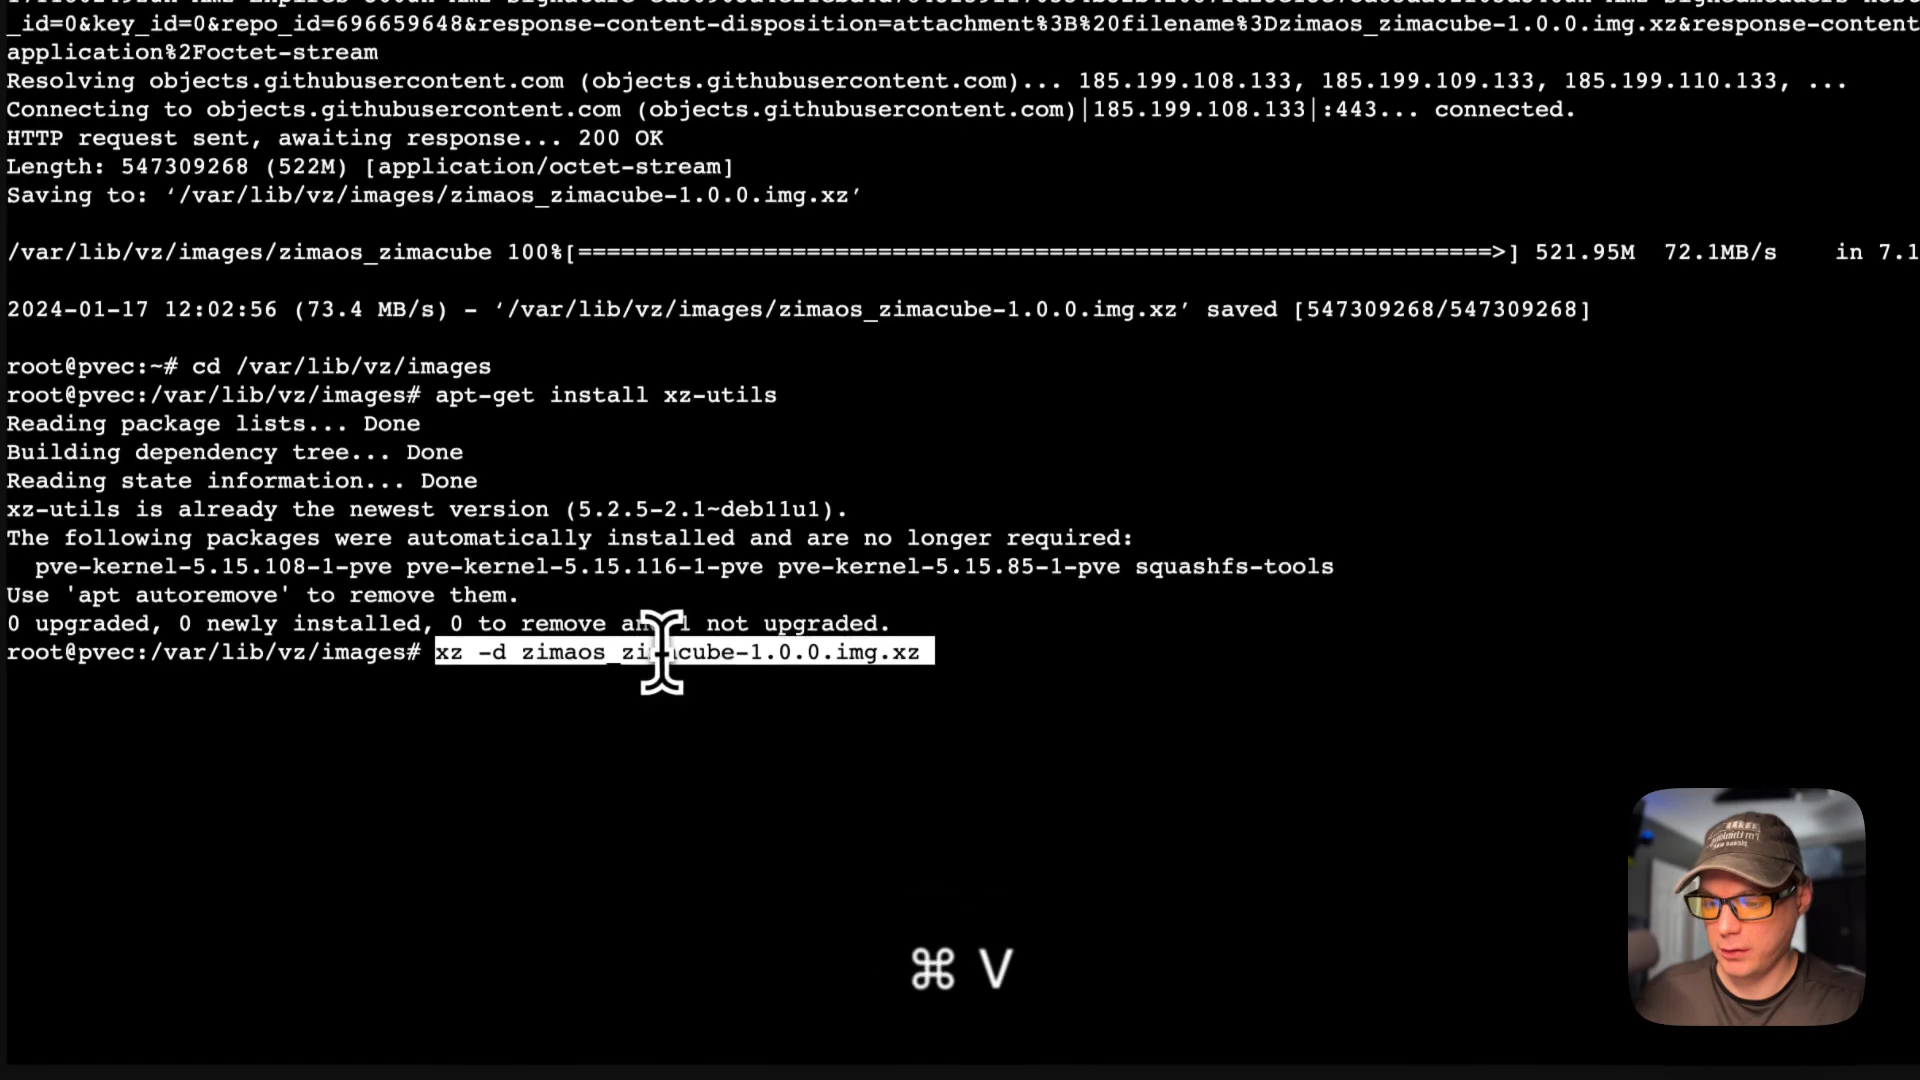 _id=0&key_id=0&repo_id=696659648&response-content-disposition=attachment%3B%20filename%3Dzimaos_zimacube-1.0.0.img.xz&response-content
application%2Foctet-stream
Resolving objects.githubusercontent.com (objects.githubusercontent.com)... 185.199.108.133, 185.199.109.133, 185.199.110.133, ...
Connecting to objects.githubusercontent.com (objects.githubusercontent.com)|185.199.108.133|:443... connected.
HTTP request sent, awaiting response... 200 OK
Length: 547309268 (522M) [application/octet-stream]
Saving to: ‘/var/lib/vz/images/zimaos_zimacube-1.0.0.img.xz’
/var/lib/vz/images/zimaos_zimacube 100%[================================================================>] 521.95M 72.1MB/s in 7.1
2024-01-17 12:02:56 (73.4 MB/s) - ‘/var/lib/vz/images/zimaos_zimacube-1.0.0.img.xz’ saved [547309268/547309268]
root@pvec:~# cd /var/lib/vz/images
root@pvec:/var/lib/vz/images# apt-get install xz-utils
Reading package lists... Done
Building dependency tree... Done
Reading state information... Done
xz-utils is already the newest version (5.2.5-2.1~deb11u1).
The following packages were automatically installed and are no longer required:
pve-kernel-5.15.108-1-pve pve-kernel-5.15.116-1-pve pve-kernel-5.15.85-1-pve squashfs-tools
Use 'apt autoremove' to remove them.
0 upgraded, 0 newly installed, 0 to remove and 1 not upgraded.
root@pvec:/var/lib/vz/images# xz -d zimaos_zimacube-1.0.0.img.xz
⌘ V